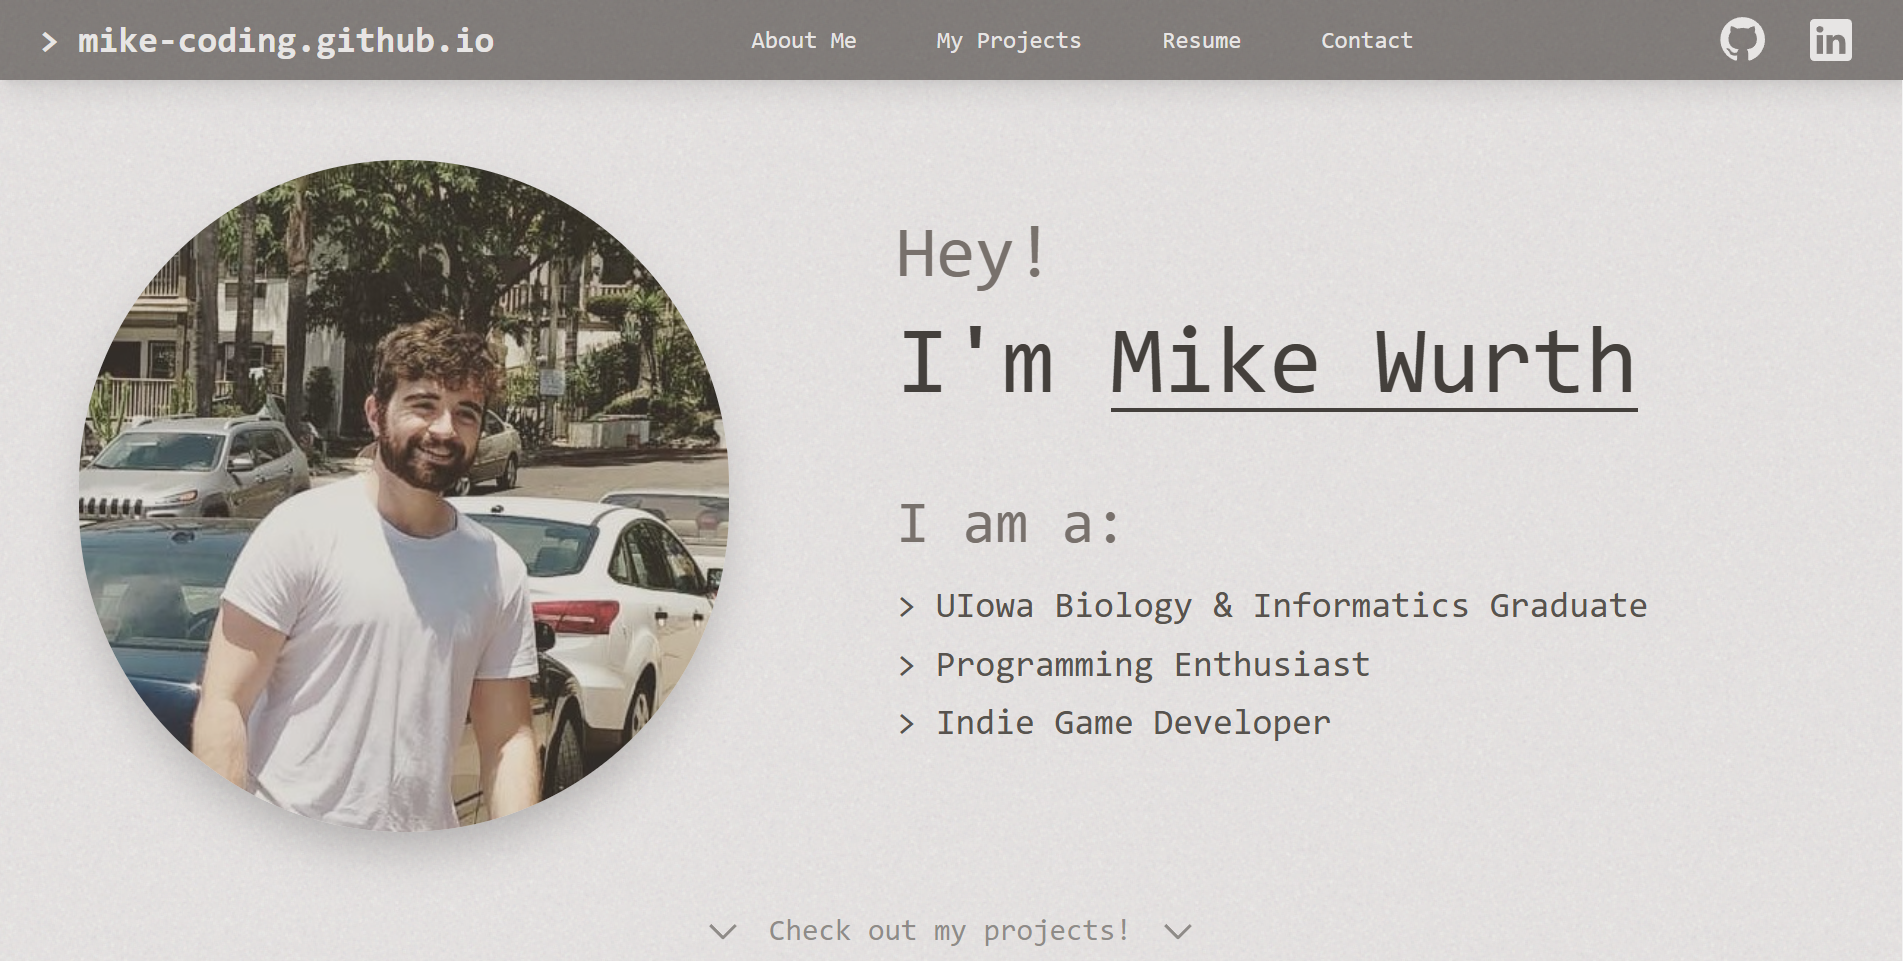 > mike-coding.github.io
About Me My Projects Resume Contact
in
Hey!
I'm Mike Wurth
I am a:
> UIowa Biology & Informatics Graduate
> Programming Enthusiast
> Indie Game Developer
Check out my projects!